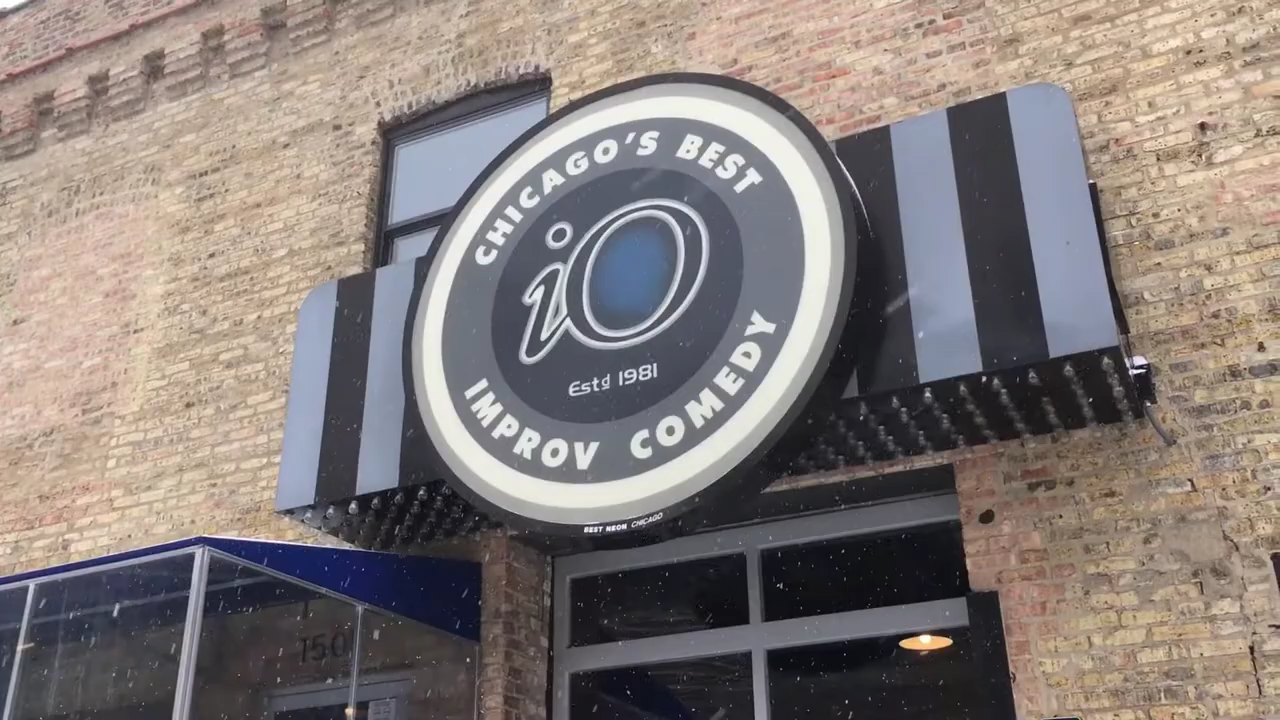 CHICAGO'S BEST
iO
Estd 1981
IMPROV COMEDY
BEST NEON CHICAGO
150